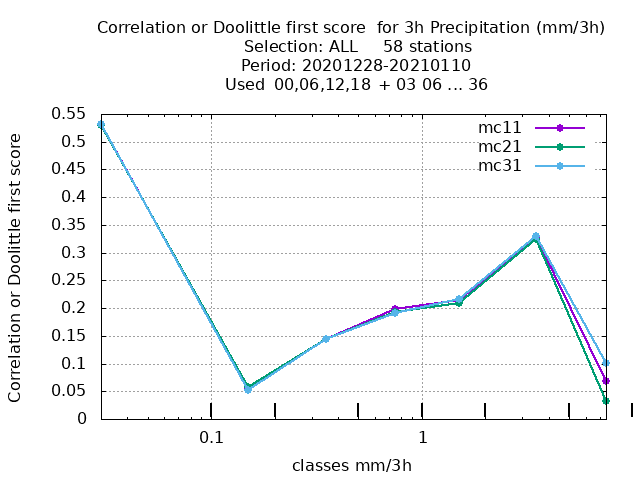 Correlation or Doolittle first score  for 3h Precipitation (mm/3h)
Selection: ALL     58 stations
Period: 20201228-20210110
Used  00,06,12,18  + 03 06 ... 36
mc11
mc21
mc31
Correlation or Doolittle first score
0.55
0.5
0.45
0.4
0.35
0.3
0.25
0.2
0.15
0.1
0.05
0
0.1
1
classes mm/3h